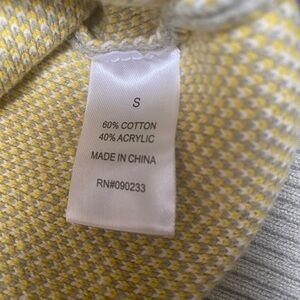 S
60% COTTON
40% ACRYLIC
MADE IN CHINA
RN#090233